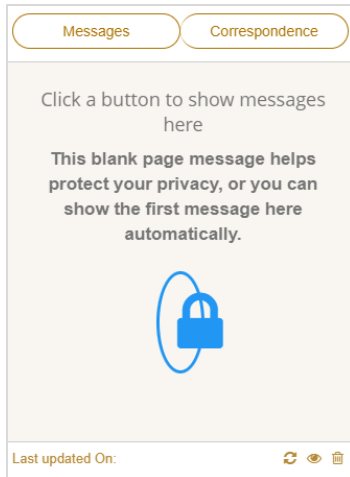 Messages Correspondence
Click a button to show messages
here
This blank page message helps
protect your privacy, or you can
show the first message here
automatically.
Last updated On: